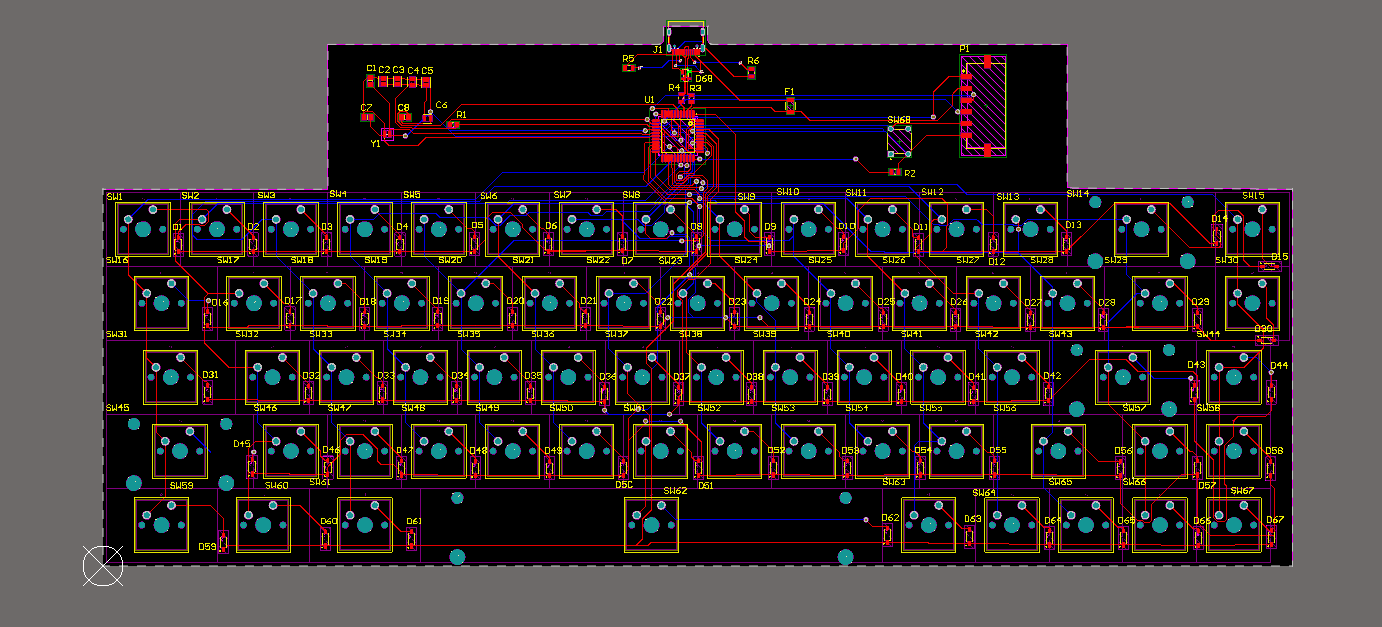 J1 P1
R5 R6
C1 C2 C3 C4 C5 D68
R4 R3 F1
U1
C7 C8 C6 R1 SW68
Y1
R2
SW1 SW2 SW3 SW4 SW5 SW6 SW7 SW8 SW9 SW10 SW11 SW12 SW13 SW14 SW15
D1 D2 D3 D4 D5 D6 D7 D8 D9 D10 D11 D12 D13 D14 D15
SW16 SW17 SW18 SW19 SW20 SW21 SW22 SW23 SW24 SW25 SW26 SW27 SW28 SW29 SW30
D16 D17 D18 D19 D20 D21 D22 D23 D24 D25 D26 D27 D28 D29 D30
SW31 SW32 SW33 SW34 SW35 SW36 SW37 SW38 SW39 SW40 SW41 SW42 SW43 SW44
D31 D32 D33 D34 D35 D36 D37 D38 D39 D40 D41 D42 D43 D44
SW45 SW46 SW47 SW48 SW49 SW50 SW51 SW52 SW53 SW54 SW55 SW56 SW57 SW58
D45 D46 D47 D48 D49 D50 D51 D52 D53 D54 D55 D56 D57 D58
SW59 SW60 SW61 SW62 SW63 SW64 SW65 SW66 SW67
D59 D60 D61 D62 D63 D64 D65 D66 D67